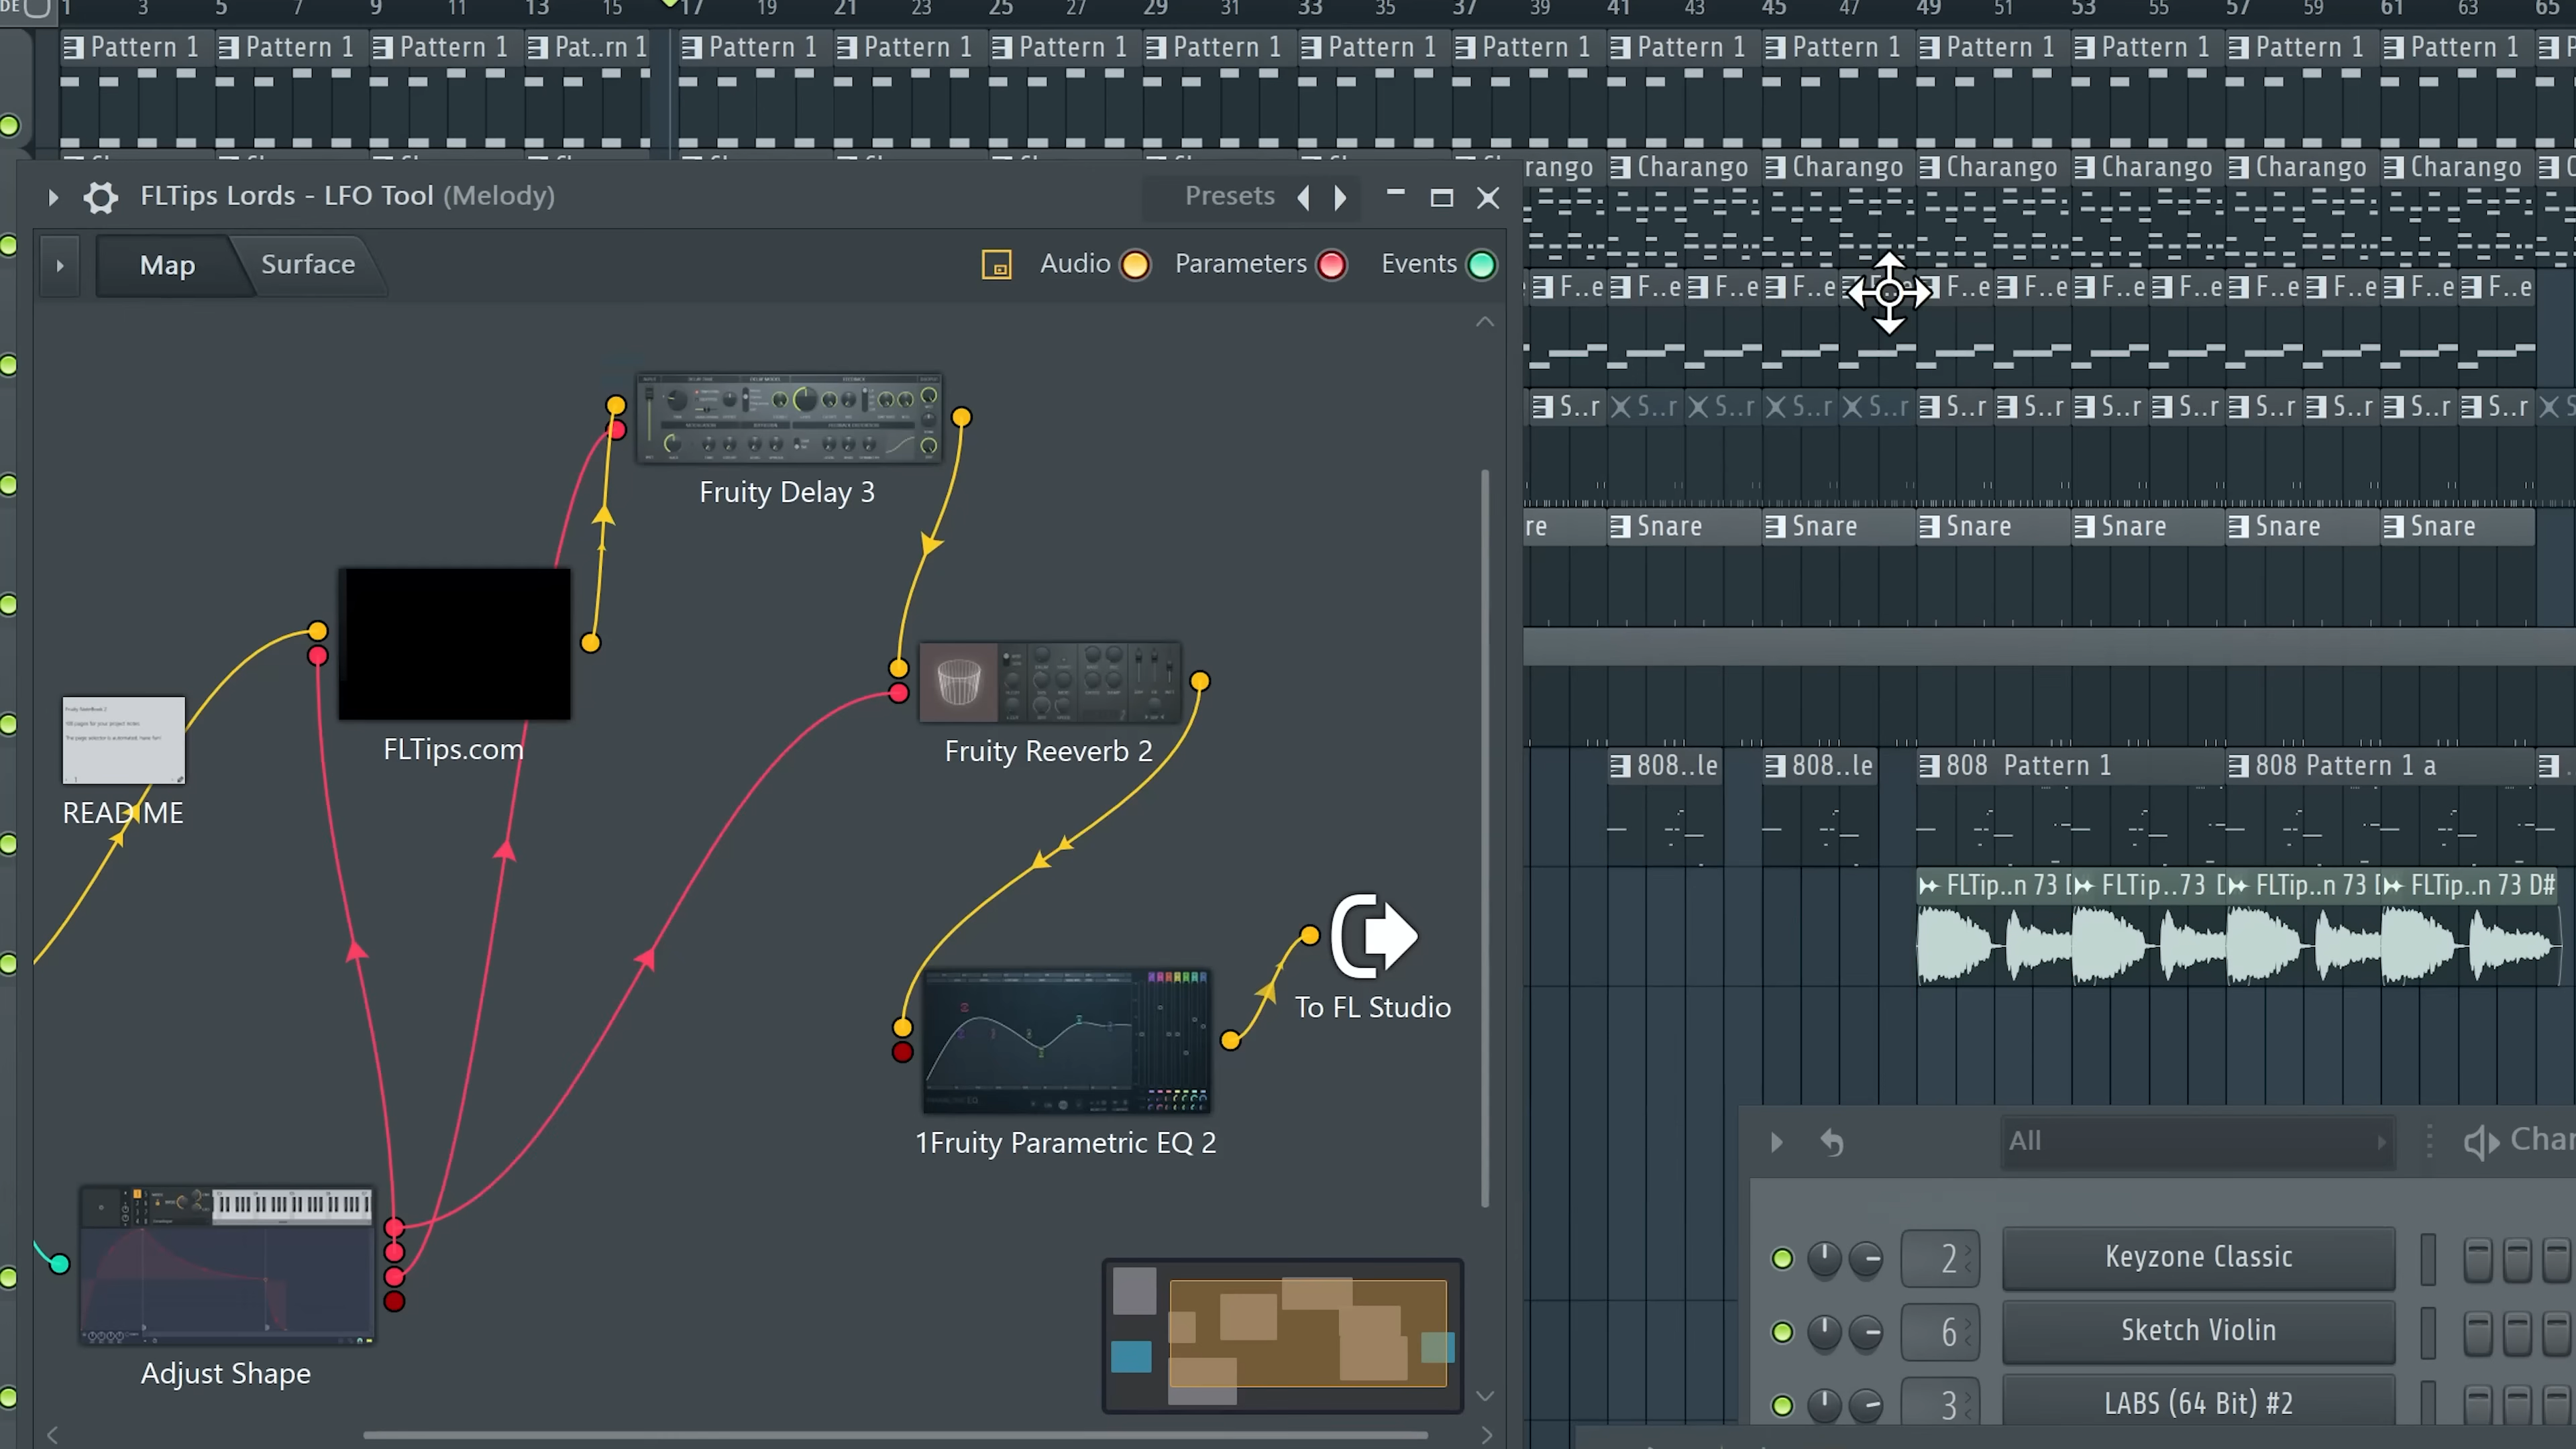 1 3 5 7 9 11 13 15 17 19 21 23 25 27 29 31 33 35 37 39 41 43 45 47 49 51 53 55 57 59 61 63 65
Pattern 1 Pattern 1 Pattern 1 Pat..rn 1 Pattern 1 Pattern 1 Pattern 1 Pattern 1 Pattern 1 Pattern 1 Pattern 1 Pattern 1 Pattern 1 Pattern 1 Pattern 1 Pattern 1
rango Charango Charango Charango Charango Charango Charango
FLTips Lords - LFO Tool (Melody) Presets
Map Surface Audio Parameters Events
F..e F..e F..e F..e F..e F..e F..e F..e F..e F..e F..e F..e
S..r S..r S..r S..r S..r S..r S..r S..r S..r S..r S..r S..r S..r
Fruity Delay 3
re Snare Snare Snare Snare Snare Snare
FLTips.com
Fruity Reeverb 2
808..le 808..le 808 Pattern 1 808 Pattern 1 a
READ ME
FLTip..n 73 FLTip..73 FLTip..n 73 FLTip..n 73 D#
To FL Studio
1Fruity Parametric EQ 2
All Char
2 Keyzone Classic
6 Sketch Violin
Adjust Shape
3 LABS (64 Bit) #2